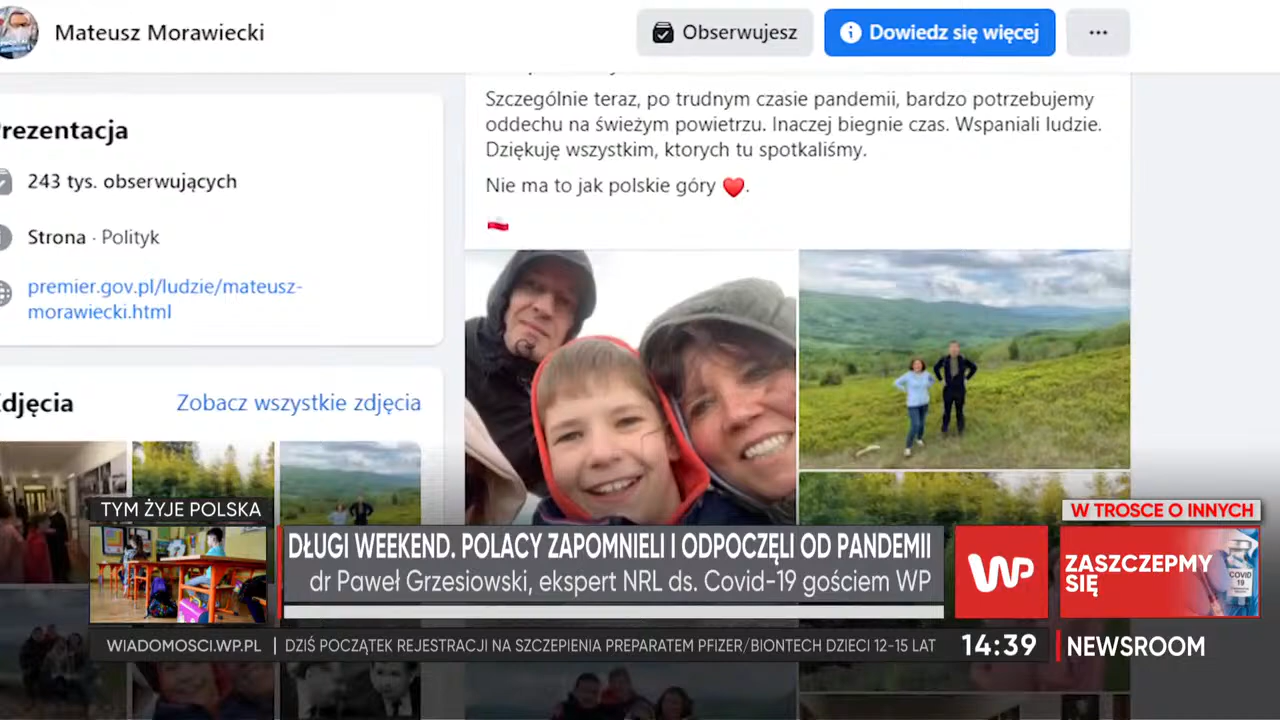 Mateusz Morawiecki
Obserwujesz
Dowiedz się więcej
Szczególnie teraz, po trudnym czasie pandemii, bardzo potrzebujemy
oddechu na świeżym powietrzu. Inaczej biegnie czas. Wspaniali ludzie.
Dziękuję wszystkim, ktorych tu spotkaliśmy.
Nie ma to jak polskie góry ❤️.
🇵🇱
rezentacja
243 tys. obserwujących
Strona · Polityk
premier.gov.pl/ludzie/mateusz-
morawiecki.html
djęcia
Zobacz wszystkie zdjęcia
TYM ŻYJE POLSKA
DŁUGI WEEKEND. POLACY ZAPOMNIELI I ODPOCZĘLI OD PANDEMII
dr Paweł Grzesiowski, ekspert NRL ds. Covid-19 gościem WP
WP
W TROSCE O INNYCH
ZASZCZEPMY
SIĘ
COVID
19
WIADOMOSCI.WP.PL | DZIŚ POCZĄTEK REJESTRACJI NA SZCZEPIENIA PREPARATEM PFIZER/BIONTECH DZIECI 12-15 LAT
14:39
NEWSROOM